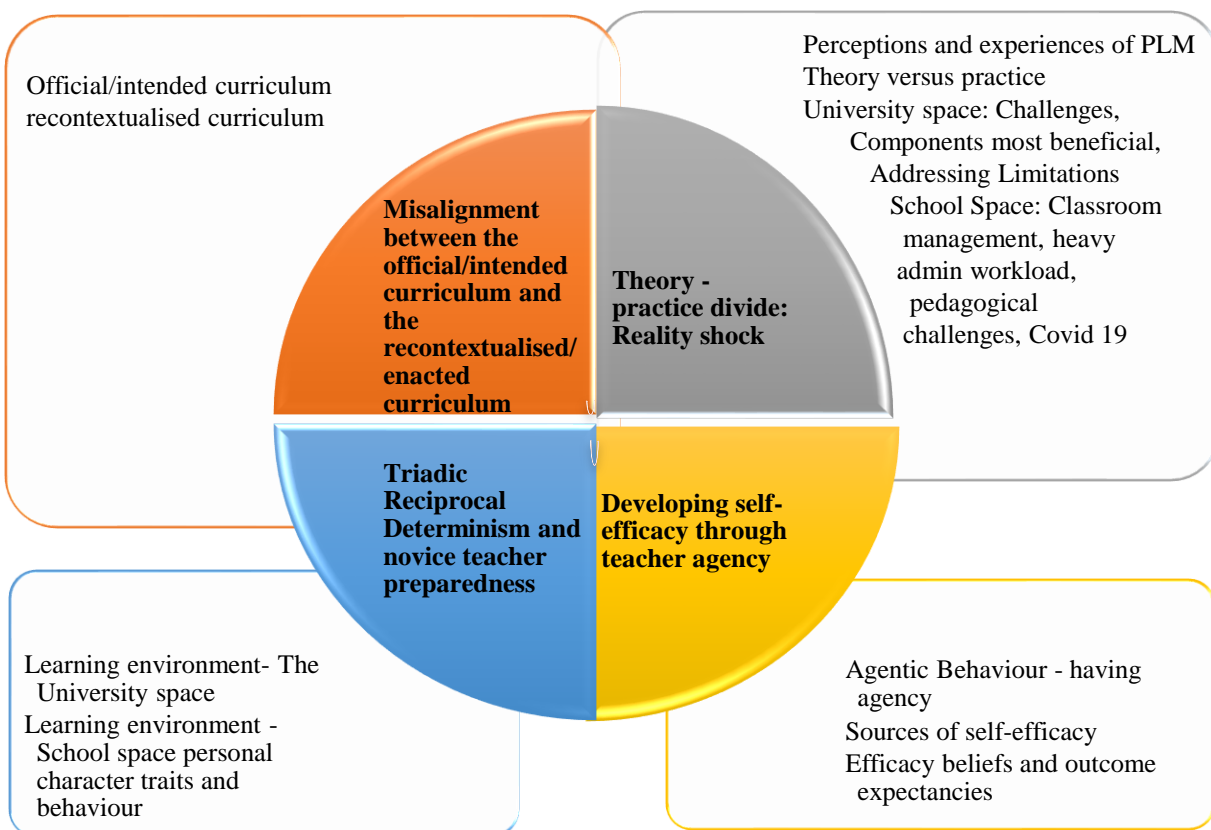 Official/intended curriculum
recontextualised curriculum
Perceptions and experiences of PLM
Theory versus practice
University space: Challenges,
Components most beneficial,
Addressing Limitations
School Space: Classroom
management, heavy
admin workload,
pedagogical
challenges, Covid 19
Misalignment
between the
official/intended
curriculum and
the
recontextualised/
enacted
curriculum
Theory -
practice divide:
Reality shock
Triadic
Reciprocal
Determinism and
novice teacher
preparedness
Developing self-
efficacy through
teacher agency
Learning environment- The
University space
Learning environment -
School space personal
character traits and
behaviour
Agentic Behaviour - having
agency
Sources of self-efficacy
Efficacy beliefs and outcome
expectancies